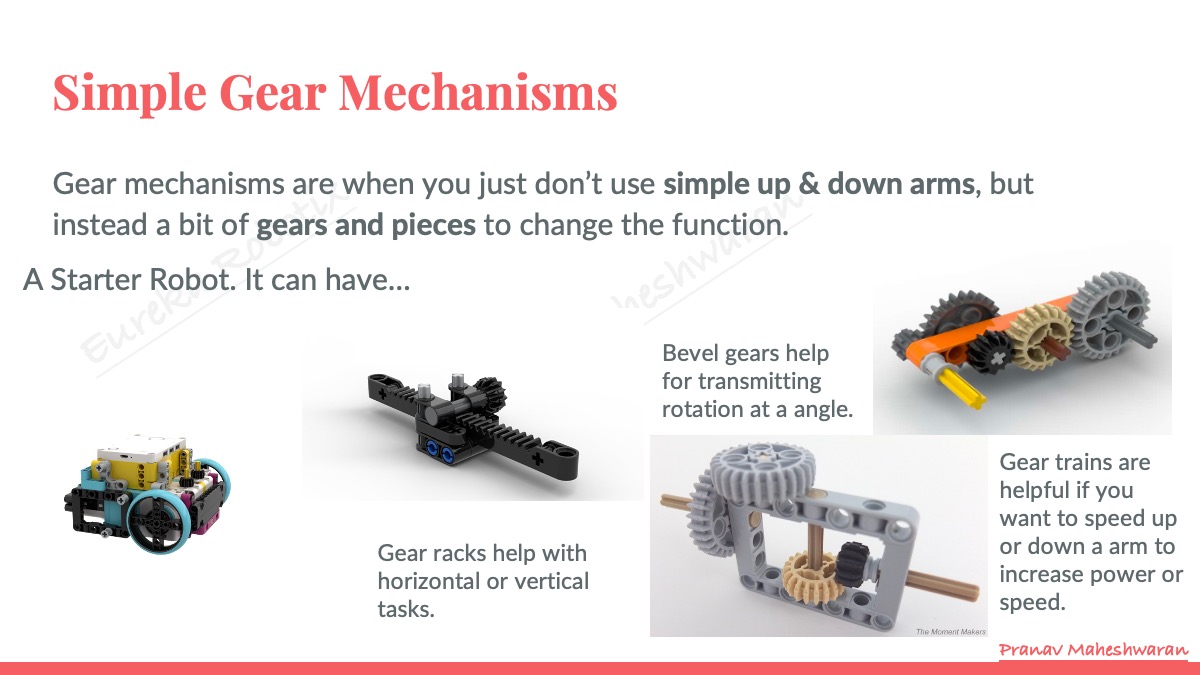 Simple Gear Mechanisms
Gear mechanisms are when you just don’t use simple up & down arms, but
instead a bit of gears and pieces to change the function.
A Starter Robot. It can have...
Eureka Robotix
heshwaran
Bevel gears help
for transmitting
rotation at a angle.
Gear trains are
helpful if you
want to speed up
or down a arm to
increase power or
speed.
Gear racks help with
horizontal or vertical
tasks.
The Moment Makers
Pranav Maheshwaran